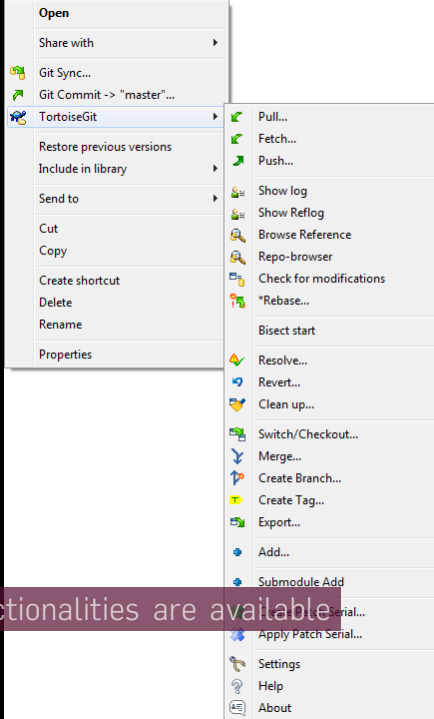 Open
Share with
Git Sync...
Git Commit -> "master"...
TortoiseGit
Restore previous versions
Include in library
Send to
Cut
Copy
Create shortcut
Delete
Rename
Properties
Pull...
Fetch...
Push...
Show log
Show Reflog
Browse Reference
Repo-browser
Check for modifications
*Rebase...
Bisect start
Resolve...
Revert...
Clean up...
Switch/Checkout...
Merge...
Create Branch...
Create Tag...
Export...
Add...
Submodule Add
ctionalities are available
Create Patch Serial...
Apply Patch Serial...
Settings
Help
About